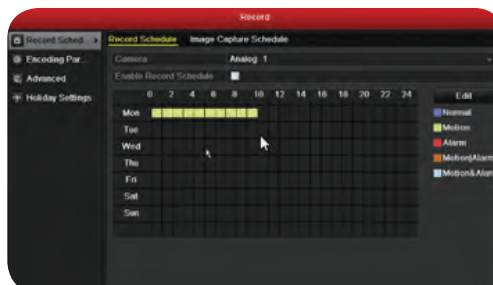 Record
Record Sched...
Encoding Par...
Advanced
Holiday Settings
Record Schedule Image Capture Schedule
Camera Analog 1
Enable Record Schedule
0 2 4 6 8 10 12 14 16 18 20 22 24
Mon
Tue
Wed
Thu
Fri
Sat
Sun
Edit
Normal
Motion
Alarm
Motion|Alarm
Motion&Alarm